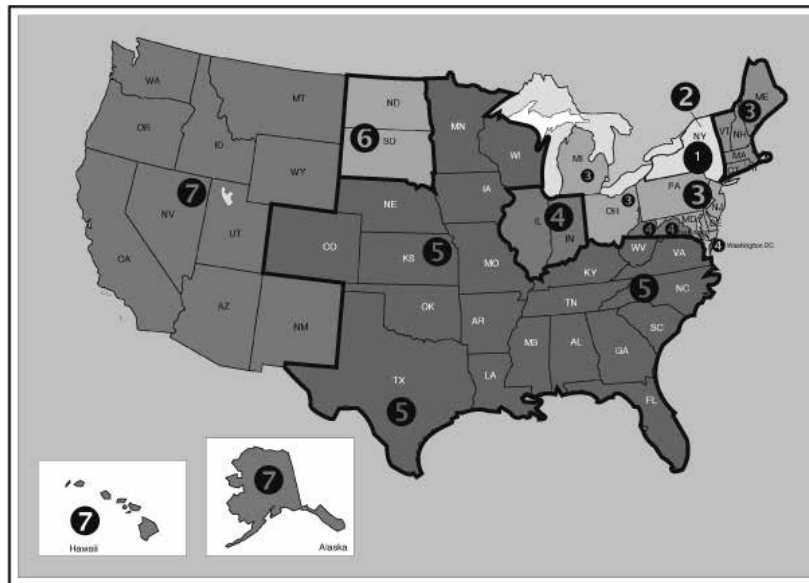 2
WA
MT
ND
ME
3
OR
MN
NY
VT
NH
1
6
SD
ID
WI
MI
MA
WY
3
7
PA
3
IA
3
NV
NE
OH
NJ
4
IL
UT
IN
MD
4
4
CO
5
4
Washington DC
KS
WV
VA
CA
MO
KY
5
NC
TN
AZ
OK
NM
AR
SC
MS
AL
GA
TX
LA
5
FL
7
7
Hawaii
Alaska